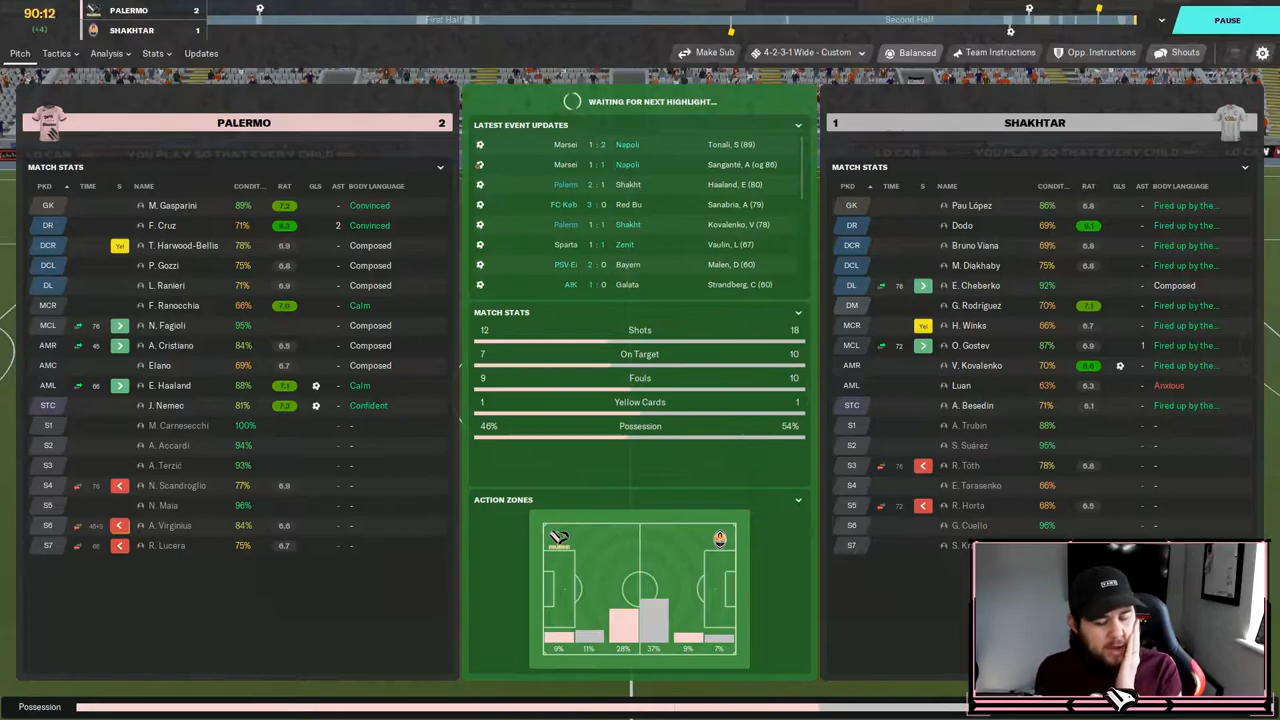 90:12
(+4)
PALERMO 2
SHAKHTAR 1
First Half
Second Half
PAUSE
Pitch Tactics Analysis Stats Updates
Make Sub 4-2-3-1 Wide - Custom Balanced Team Instructions Opp. Instructions Shouts
PALERMO 2
MATCH STATS
PKD TIME S NAME CONDIT... RAT GLS AST BODY LANGUAGE
GK M. Gasparini 89% 7.2 - Convinced
DR F. Cruz 71% 8.3 2 Convinced
DCR Yel T. Harwood-Bellis 78% 6.9 - Composed
DCL P. Gozzi 75% 6.8 - Composed
DL L. Ranieri 71% 6.9 - Composed
MCR F. Ranocchia 66% 7.0 - Calm
MCL 76 N. Fagioli 95% - Composed
AMR 45 A. Cristiano 84% 6.5 - Composed
AMC Elano 69% 6.7 - Composed
AML 66 E. Haaland 88% 7.1 - Calm
STC J. Nemec 81% 7.3 - Confident
S1 M. Carnesecchi 100% - -
S2 A. Accardi 94% - -
S3 A. Terzić 93% - -
S4 76 N. Scandroglio 77% 6.9 - -
S5 N. Maia 96% - -
S6 45+3 A. Virginius 84% 6.6 - -
S7 66 R. Lucera 75% 6.7 - -
WAITING FOR NEXT HIGHLIGHT...
LATEST EVENT UPDATES
Marsei 1 : 2 Napoli Tonali, S (89)
Marsei 1 : 1 Napoli Sanganté, A (og 86)
Palerm 2 : 1 Shakht Haaland, E (80)
FC Køb 3 : 0 Red Bu Sanabria, A (79)
Palerm 1 : 1 Shakht Kovalenko, V (78)
Sparta 1 : 1 Zenit Vaulin, L (67)
PSV Ei 2 : 0 Bayern Malen, D (60)
AIK 1 : 0 Galata Strandberg, C (60)
MATCH STATS
12 Shots 18
7 On Target 10
9 Fouls 10
1 Yellow Cards 1
46% Possession 54%
ACTION ZONES
PALERMO
9% 11% 28% 37% 9% 7%
1 SHAKHTAR
MATCH STATS
PKD TIME S NAME CONDIT... RAT GLS AST BODY LANGUAGE
GK Pau López 86% 6.8 - Fired up by the...
DR Dodo 69% 8.1 - Fired up by the...
DCR Bruno Viana 69% 6.8 - Fired up by the...
DCL M. Diakhaby 75% 6.8 - Fired up by the...
DL 76 E. Cheberko 92% - Composed
DM G. Rodríguez 70% 7.1 - Fired up by the...
MCR Yel H. Winks 66% 6.7 - Fired up by the...
MCL 72 O. Gostev 87% 6.9 1 Fired up by the...
AMR V. Kovalenko 70% 8.6 - Fired up by the...
AML Luan 63% 6.3 - Anxious
STC A. Besedin 71% 6.1 - Fired up by the...
S1 A. Trubin 88% - -
S2 S. Suárez 95% - -
S3 76 R. Tóth 78% 6.8 - -
S4 E. Tarasenko 66% - -
S5 72 R. Horta 68% 6.5 - -
S6 G. Cuello 96%
S7
VANS
Possession